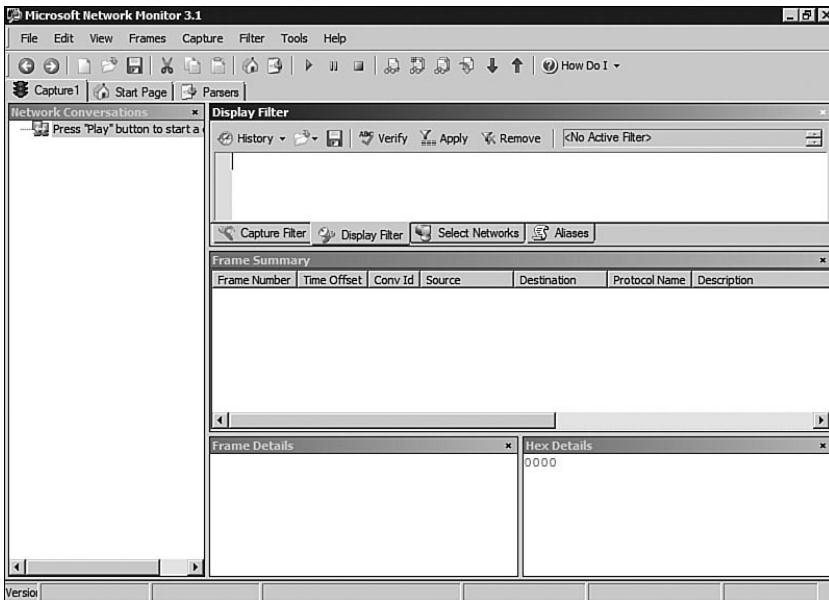 Microsoft Network Monitor 3.1
File Edit View Frames Capture Filter Tools Help
How Do I
Capture1 Start Page Parsers
Network Conversations
Press "Play" button to start a
Display Filter
History ABC Verify Apply Remove <No Active Filter>
Capture Filter Display Filter Select Networks Aliases
Frame Summary
Frame Number Time Offset Conv Id Source Destination Protocol Name Description
Frame Details
Hex Details
0000
Versio